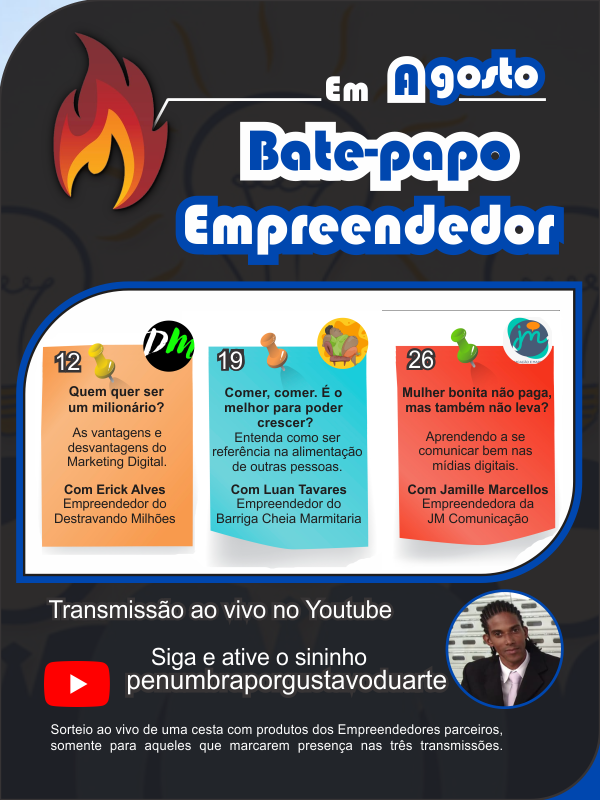 Em Agosto
Bate-papo
Empreendedor
12
DM
Quem quer ser
um milionário?
As vantagens e
desvantagens do
Marketing Digital.
Com Erick Alves
Empreendedor do
Destravando Milhões
19
Comer, comer. É o
melhor para poder
crescer?
Entenda como ser
referência na alimentação
de outras pessoas.
Com Luan Tavares
Empreendedor do
Barriga Cheia Marmitaria
26
jm
Mulher bonita não paga,
mas também não leva?
Aprendendo a se
comunicar bem nas
mídias digitais.
Com Jamille Marcellos
Empreendedora da
JM Comunicação
Transmissão ao vivo no Youtube
Siga e ative o sininho
penumbraporgustavoduarte
Sorteio ao vivo de uma cesta com produtos dos Empreendedores parceiros,
somente para aqueles que marcarem presença nas três transmissões.